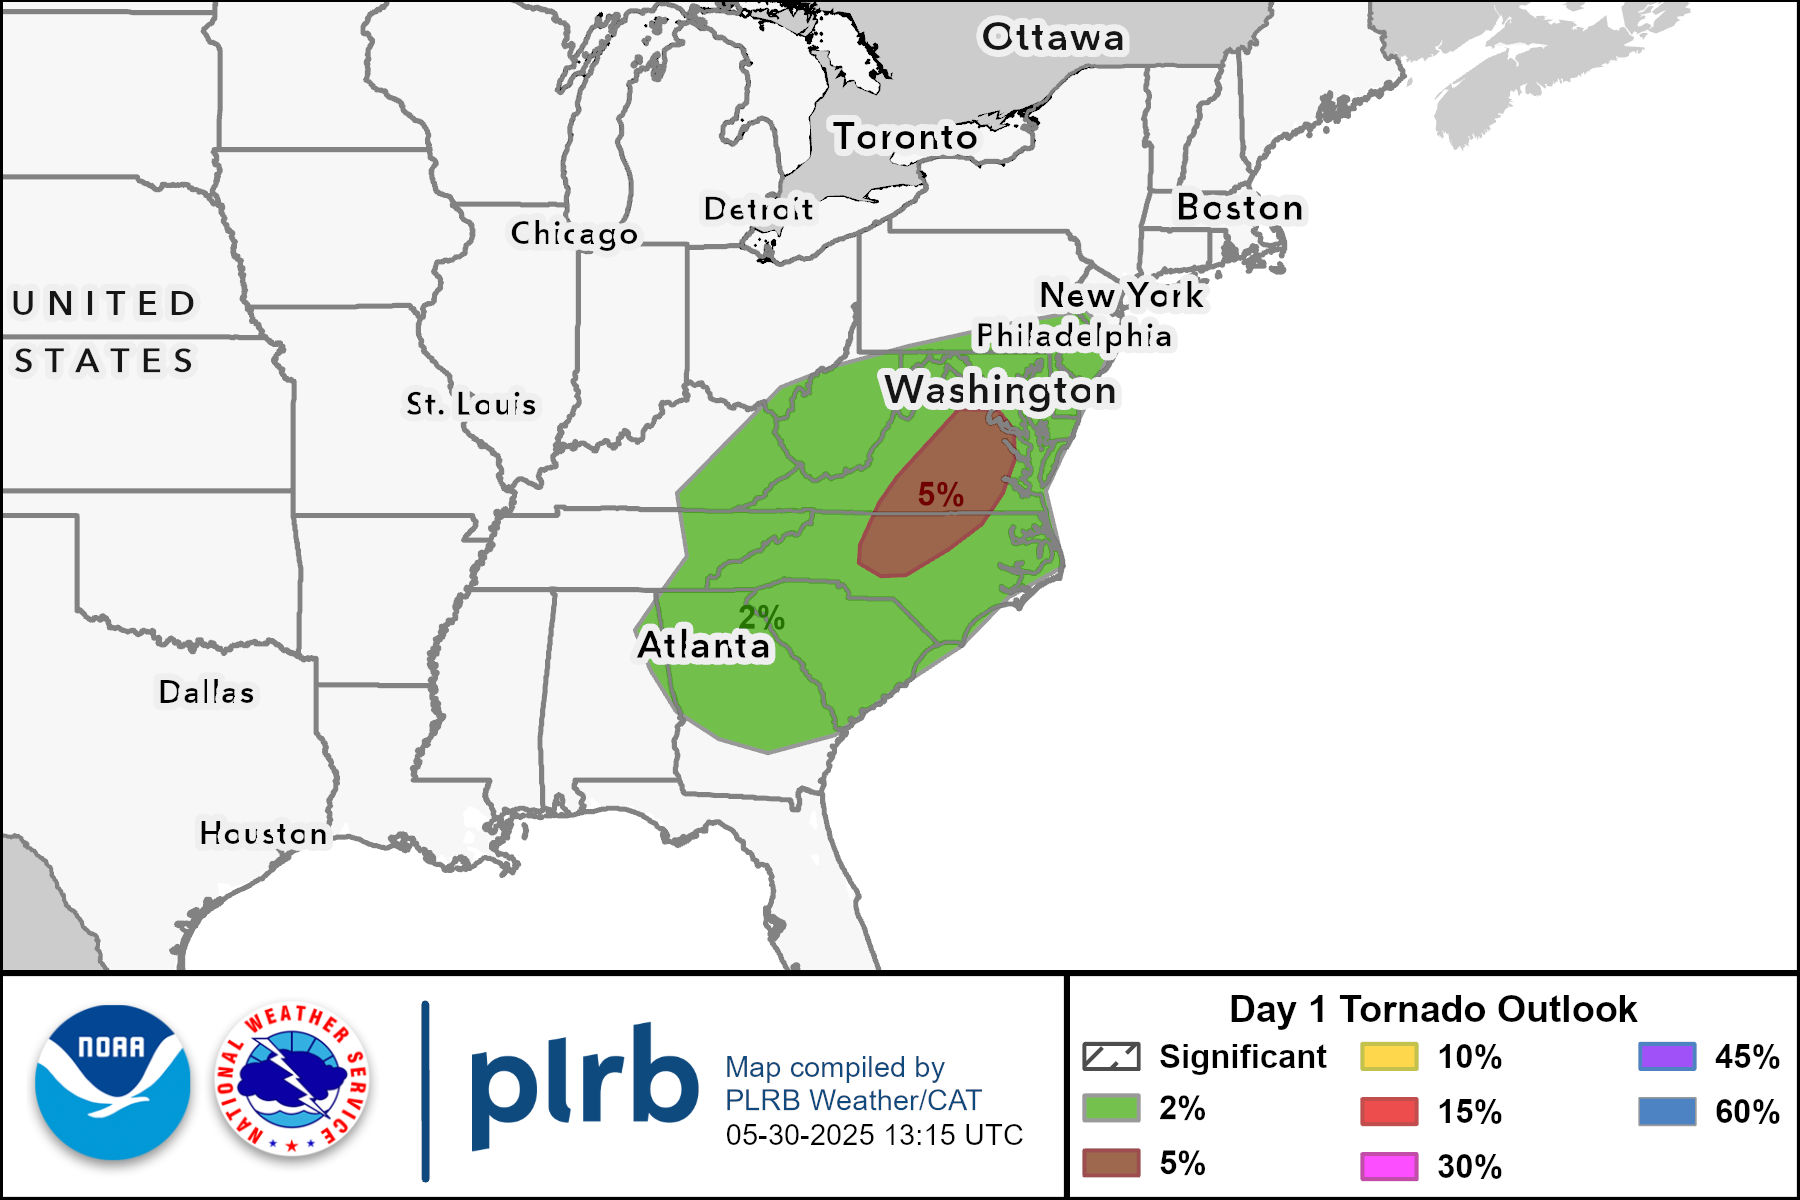 Ottawa
Toronto
Boston
Detroit
Chicago
New York
UNITED
STATES
Philadelphia
Washington
St. Louis
5%
2%
Atlanta
Dallas
Houston
NOAA
NATIONAL WEATHER SERVICE
plrb
Map compiled by
PLRB Weather/CAT
05-30-2025 13:15 UTC
Day 1 Tornado Outlook
Significant
2%
5%
10%
15%
30%
45%
60%